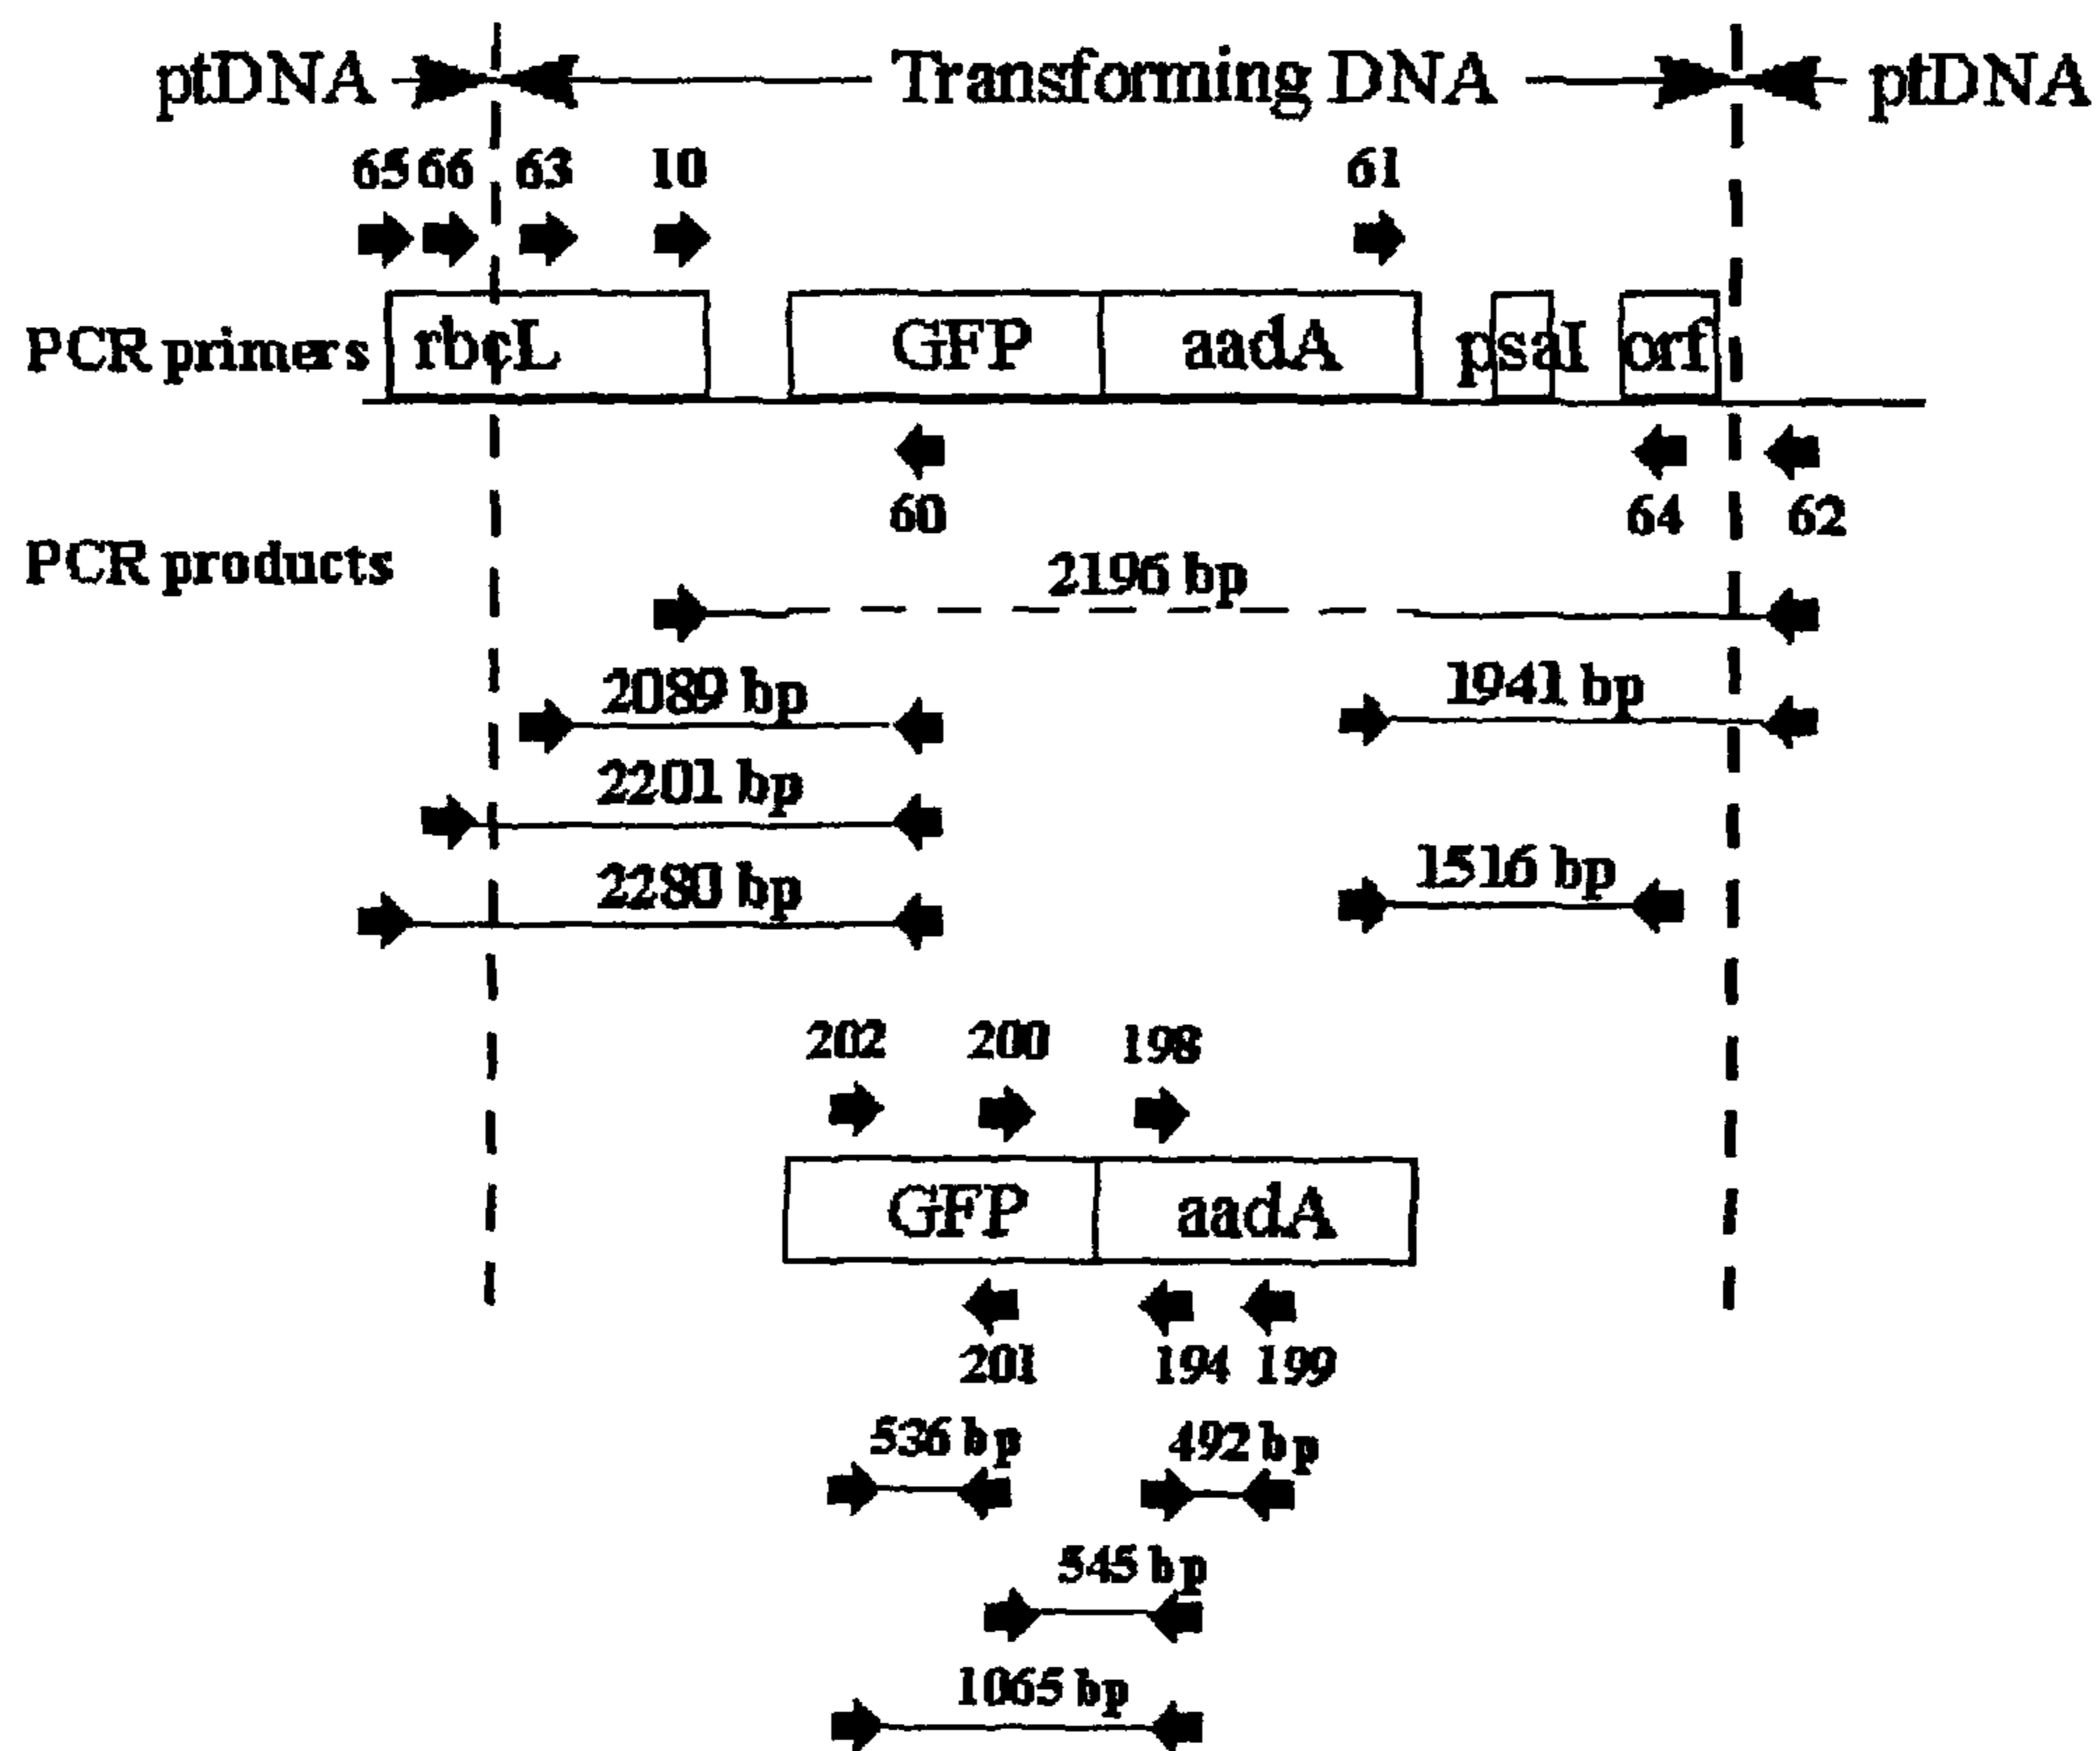 ptDNA Transforming DNA ptDNA
65 66 63 10 61
PCR primers rbcL GFP aadA psaI orf
60 64 62
PCR products 2196 bp
2089 bp 1941 bp
2201 bp
2280 bp 1516 bp
202 200 198
GFP aadA
201 194 199
536 bp 492 bp
545 bp
1065 bp